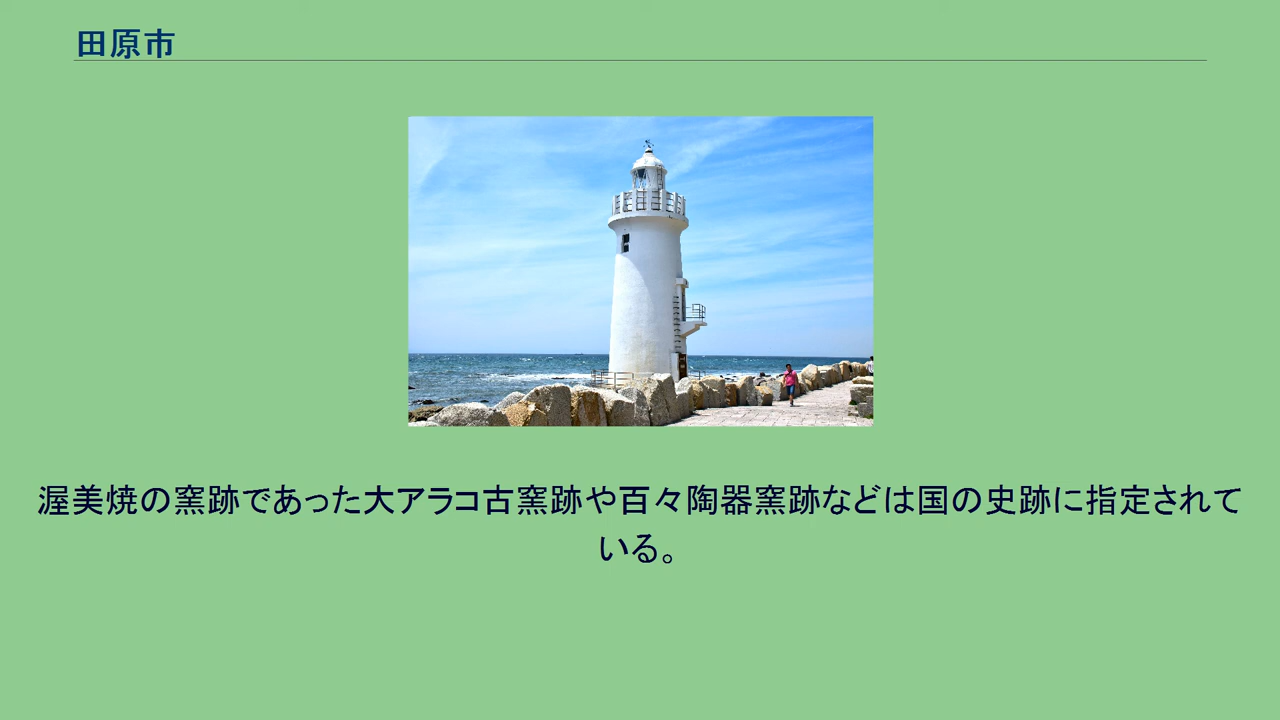 田原市
渥美焼の窯跡であった大アラコ古窯跡や百々陶器窯跡などは国の史跡に指定されて
いる。